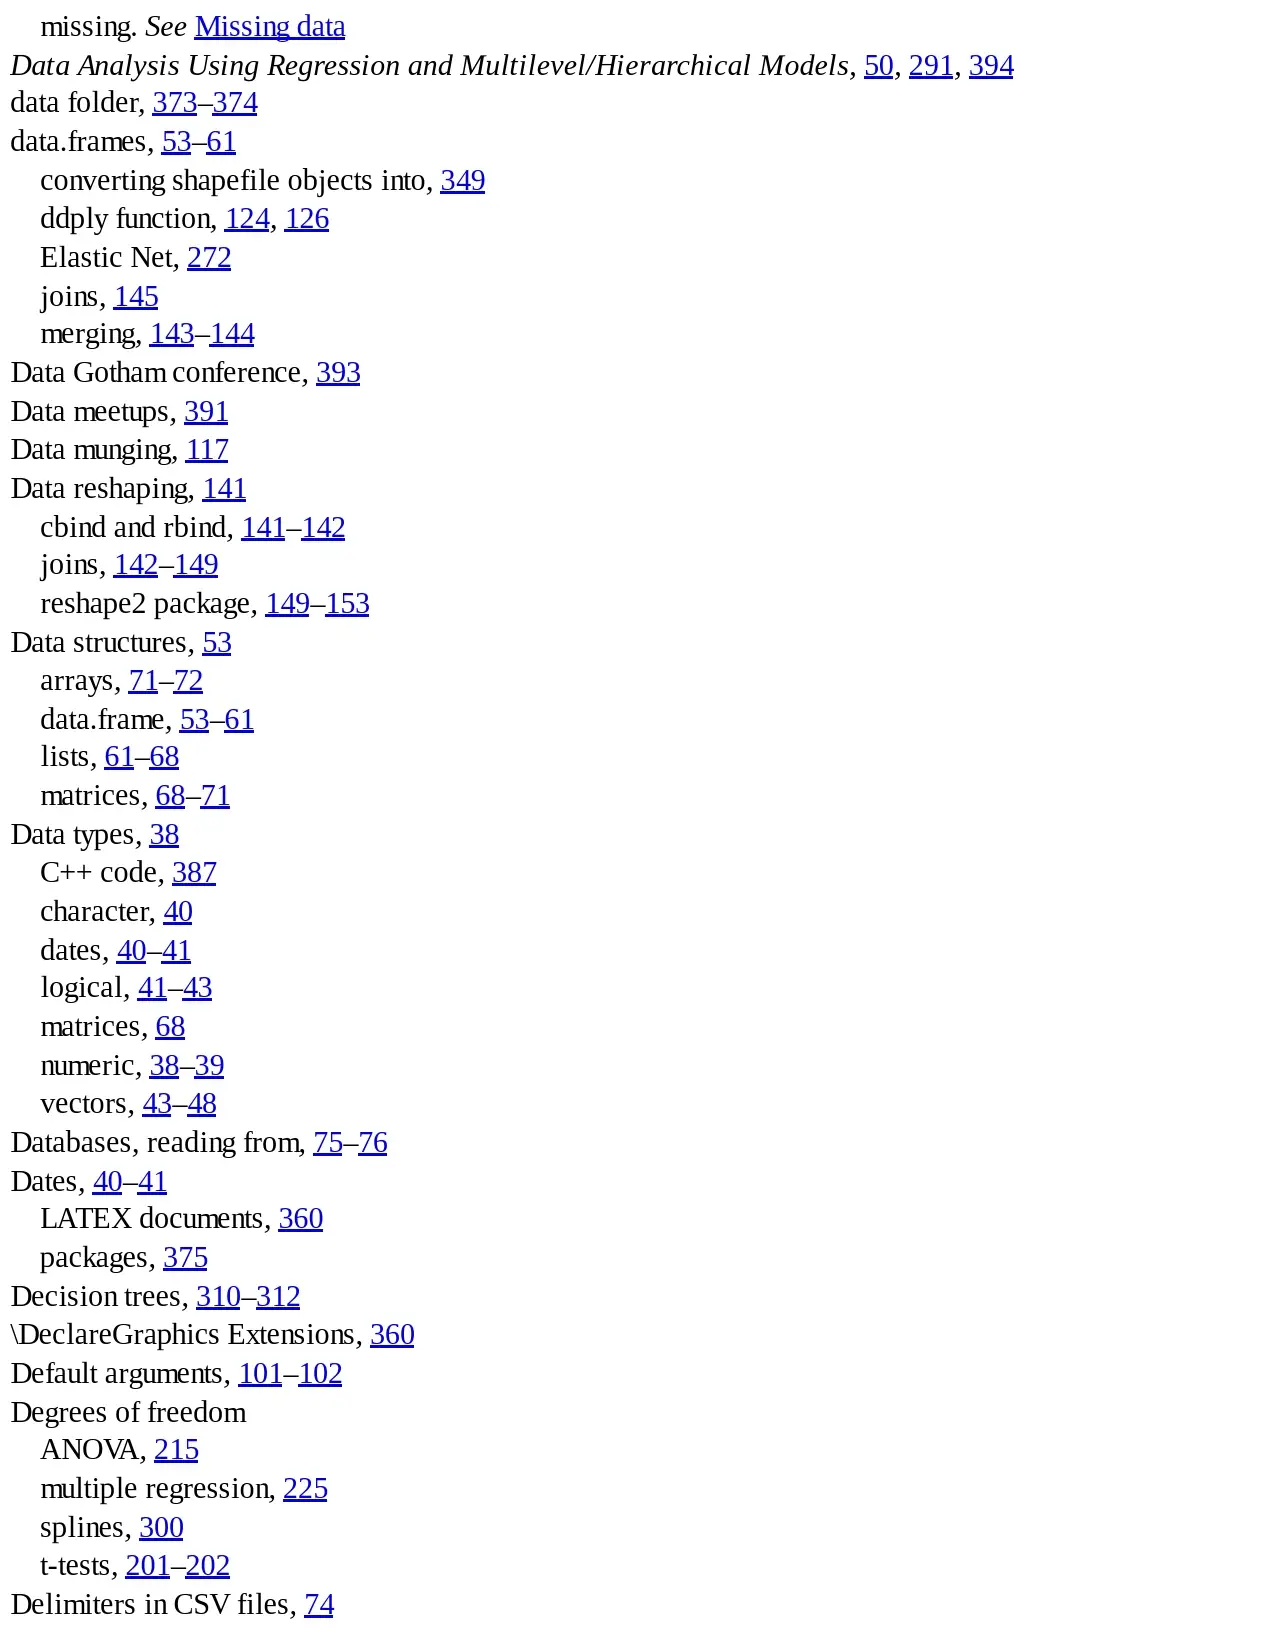 missing. See Missing data
Data Analysis Using Regression and Multilevel/Hierarchical Models, 50, 291, 394
data folder, 373–374
data.frames, 53–61
converting shapefile objects into, 349
ddply function, 124, 126
Elastic Net, 272
joins, 145
merging, 143–144
Data Gotham conference, 393
Data meetups, 391
Data munging, 117
Data reshaping, 141
cbind and rbind, 141–142
joins, 142–149
reshape2 package, 149–153
Data structures, 53
arrays, 71–72
data.frame, 53–61
lists, 61–68
matrices, 68–71
Data types, 38
C++ code, 387
character, 40
dates, 40–41
logical, 41–43
matrices, 68
numeric, 38–39
vectors, 43–48
Databases, reading from, 75–76
Dates, 40–41
LATEX documents, 360
packages, 375
Decision trees, 310–312
\DeclareGraphics Extensions, 360
Default arguments, 101–102
Degrees of freedom
ANOVA, 215
multiple regression, 225
splines, 300
t-tests, 201–202
Delimiters in CSV files, 74